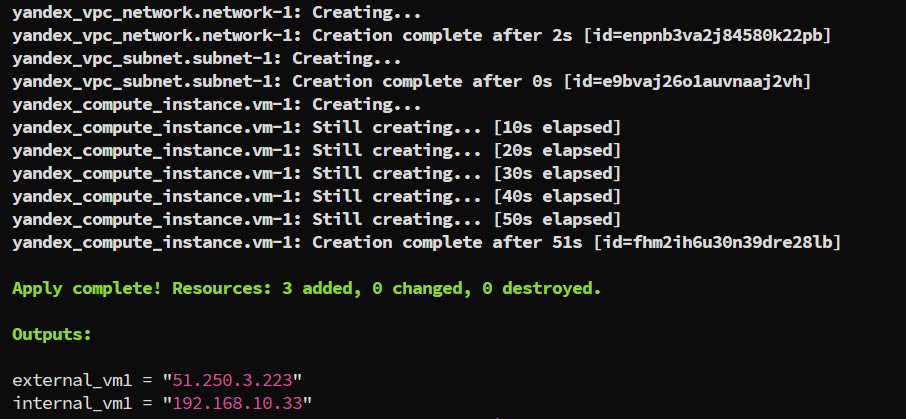 yandex_vpc_network.network-1: Creating...
yandex_vpc_network.network-1: Creation complete after 2s [id=enpnb3va2j84580k22pb]
yandex_vpc_subnet.subnet-1: Creating...
yandex_vpc_subnet.subnet-1: Creation complete after 0s [id=e9bvaj26o1auvnaaj2vh]
yandex_compute_instance.vm-1: Creating...
yandex_compute_instance.vm-1: Still creating... [10s elapsed]
yandex_compute_instance.vm-1: Still creating... [20s elapsed]
yandex_compute_instance.vm-1: Still creating... [30s elapsed]
yandex_compute_instance.vm-1: Still creating... [40s elapsed]
yandex_compute_instance.vm-1: Still creating... [50s elapsed]
yandex_compute_instance.vm-1: Creation complete after 51s [id=fhm2ih6u30n39dre28lb]
Apply complete! Resources: 3 added, 0 changed, 0 destroyed.
Outputs:
external_vm1 = "51.250.3.223"
internal_vm1 = "192.168.10.33"